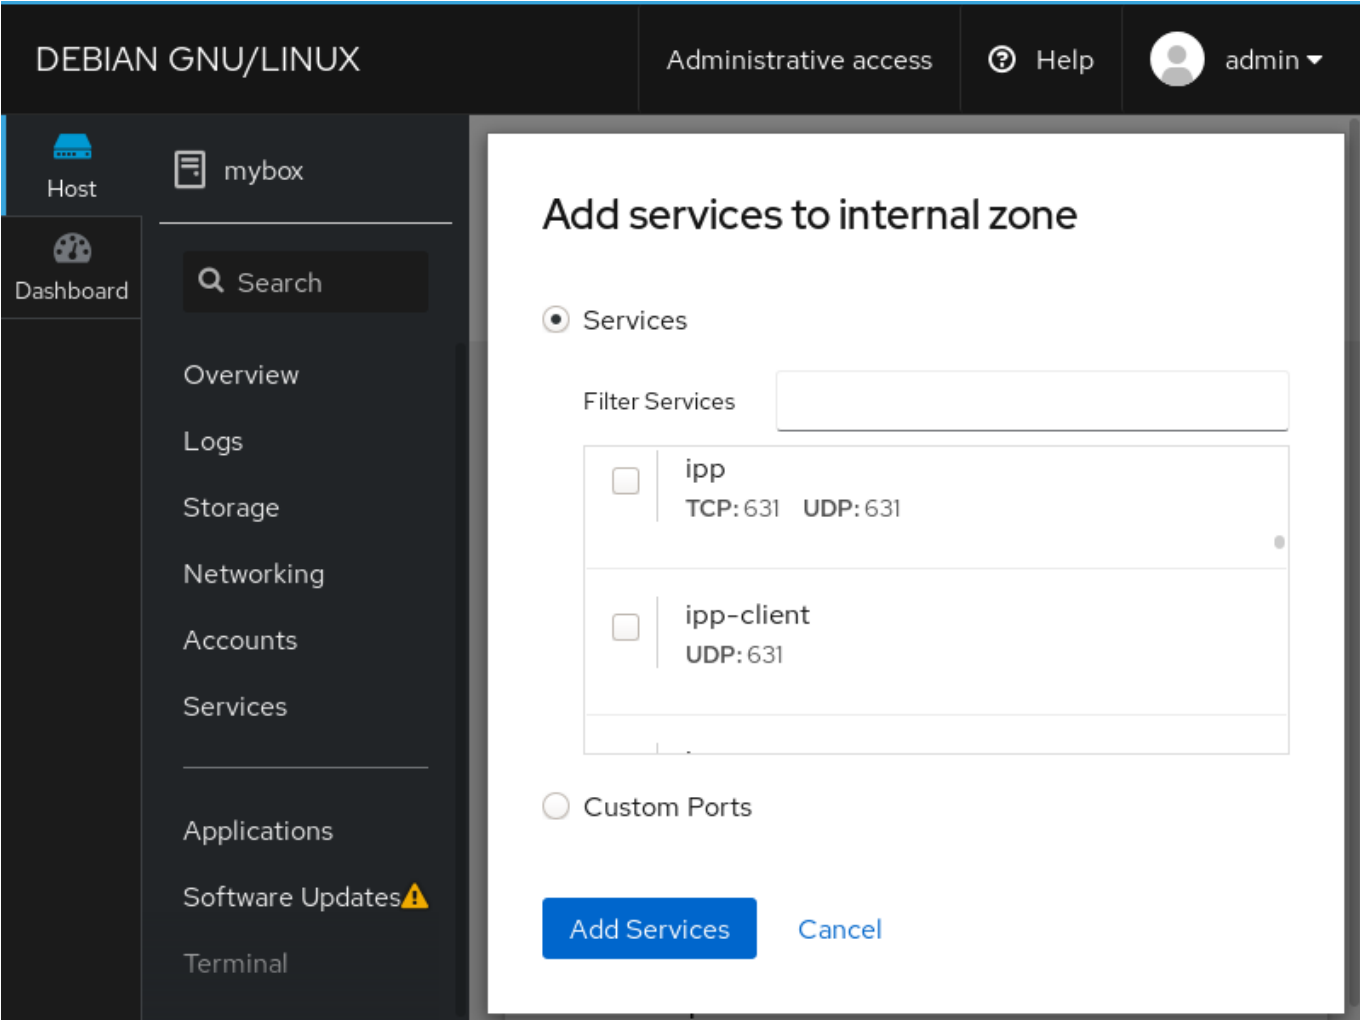 DEBIAN GNU/LINUX
Administrative access
Help
admin
Host
Dashboard
mybox
Search
Overview
Logs
Storage
Networking
Accounts
Services
Applications
Software Updates
Terminal
Add services to internal zone
Services
Filter Services
ipp
TCP: 631 UDP: 631
ipp-client
UDP: 631
Custom Ports
Add Services
Cancel